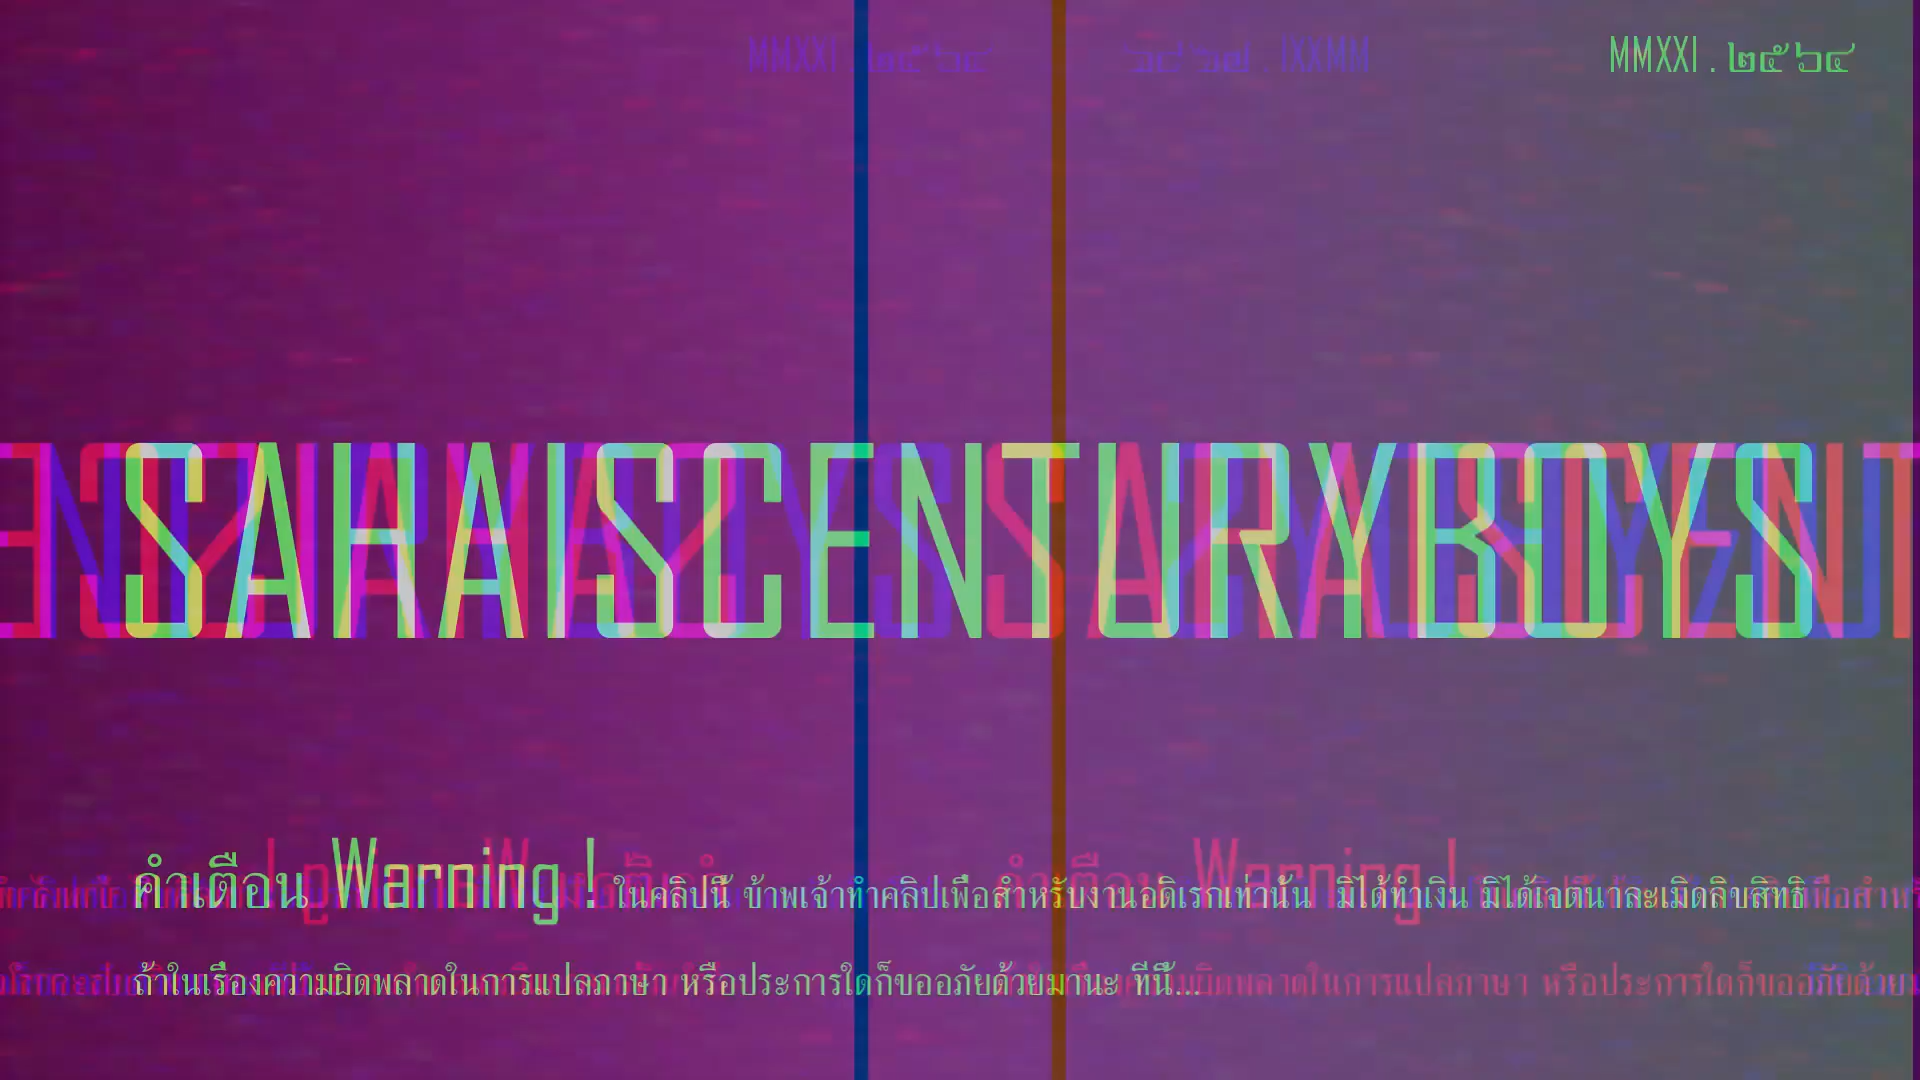 MMXXI . ๒๕๖๔
SAHAISCENTURYBOYS
คำเตือน Warning ! ในคลิปนี้ ข้าพเจ้าทำคลิปเพื่อสำหรับงานอดิเรกเท่านั้น มิได้ทำเงิน มิได้เจตนาละเมิดลิขสิทธิ์
ถ้าในเรื่องความผิดพลาดในการแปลภาษา หรือประการใดก็ขออภัยด้วยมานะ ที่นี้...